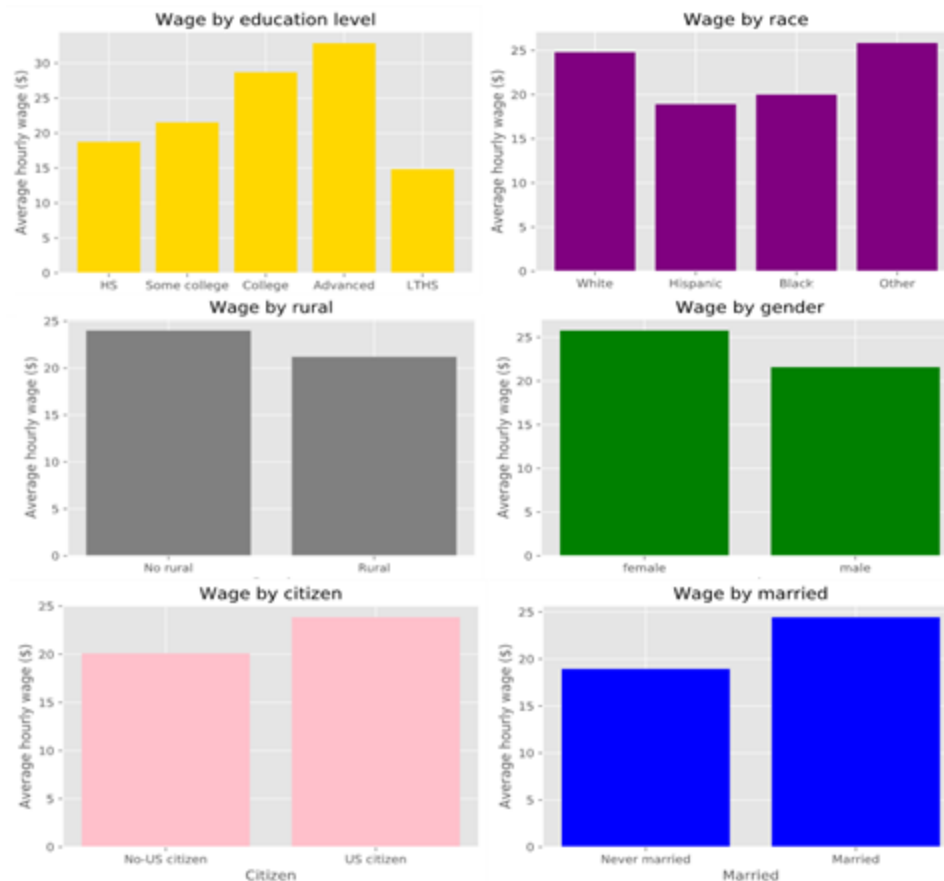 Wage by education level
Average hourly wage ($)
30
25
20
15
10
5
0
HS Some college College Advanced LTHS
Wage by race
Average hourly wage ($)
25
20
15
10
5
0
White Hispanic Black Other
Wage by rural
Average hourly wage ($)
25
20
15
10
5
0
No rural Rural
Wage by gender
Average hourly wage ($)
25
20
15
10
5
0
female male
Wage by citizen
Average hourly wage ($)
25
20
15
10
5
0
No-US citizen US citizen
Citizen
Wage by married
Average hourly wage ($)
25
20
15
10
5
0
Never married Married
Married